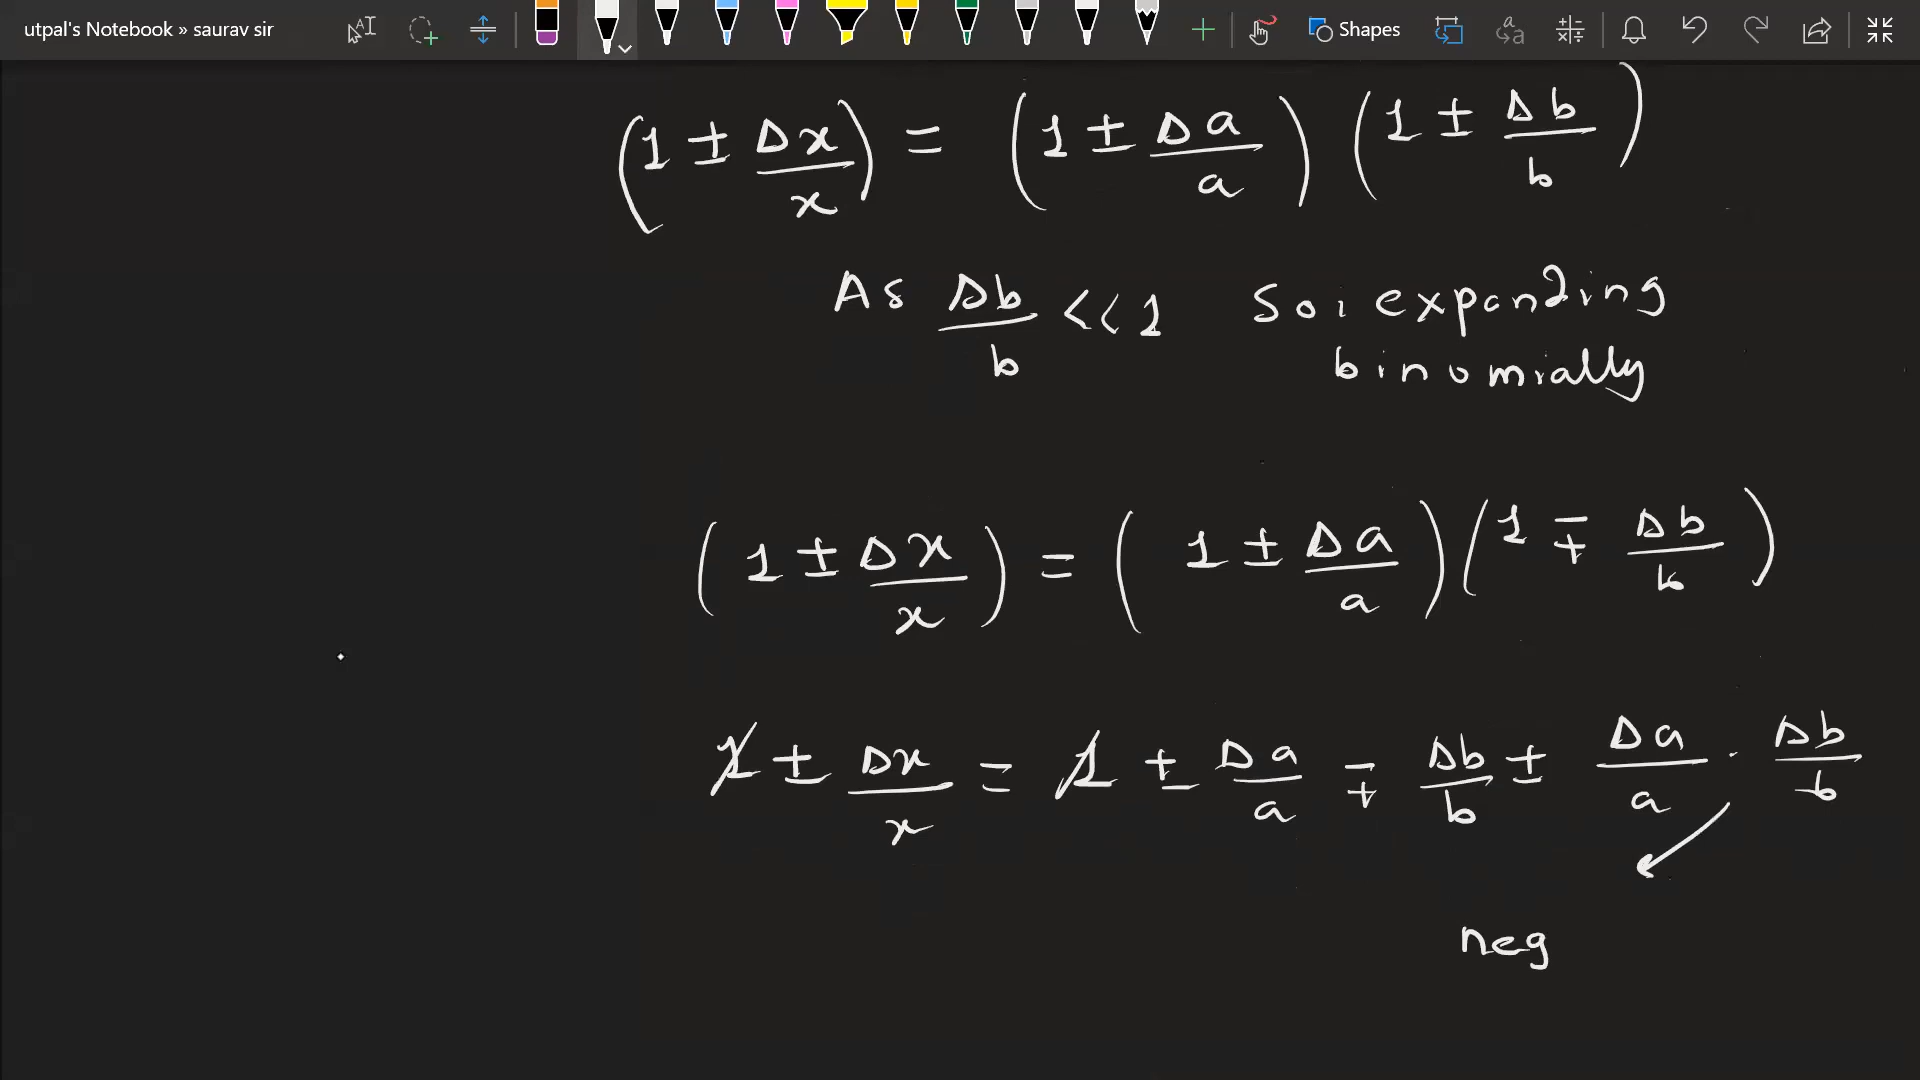 utpal's Notebook » saurav sir
Shapes
(1 ± Δx/x) = (1 ± Δa/a) (1 ± Δb/b)
As Δb/b << 1 So, expanding
binomially
(1 ± Δx/x) = (1 ± Δa/a) (1 ∓ Δb/b)
1 ± Δx/x = 1 ± Δa/a ∓ Δb/b ± Δa/a · Δb/b
neg